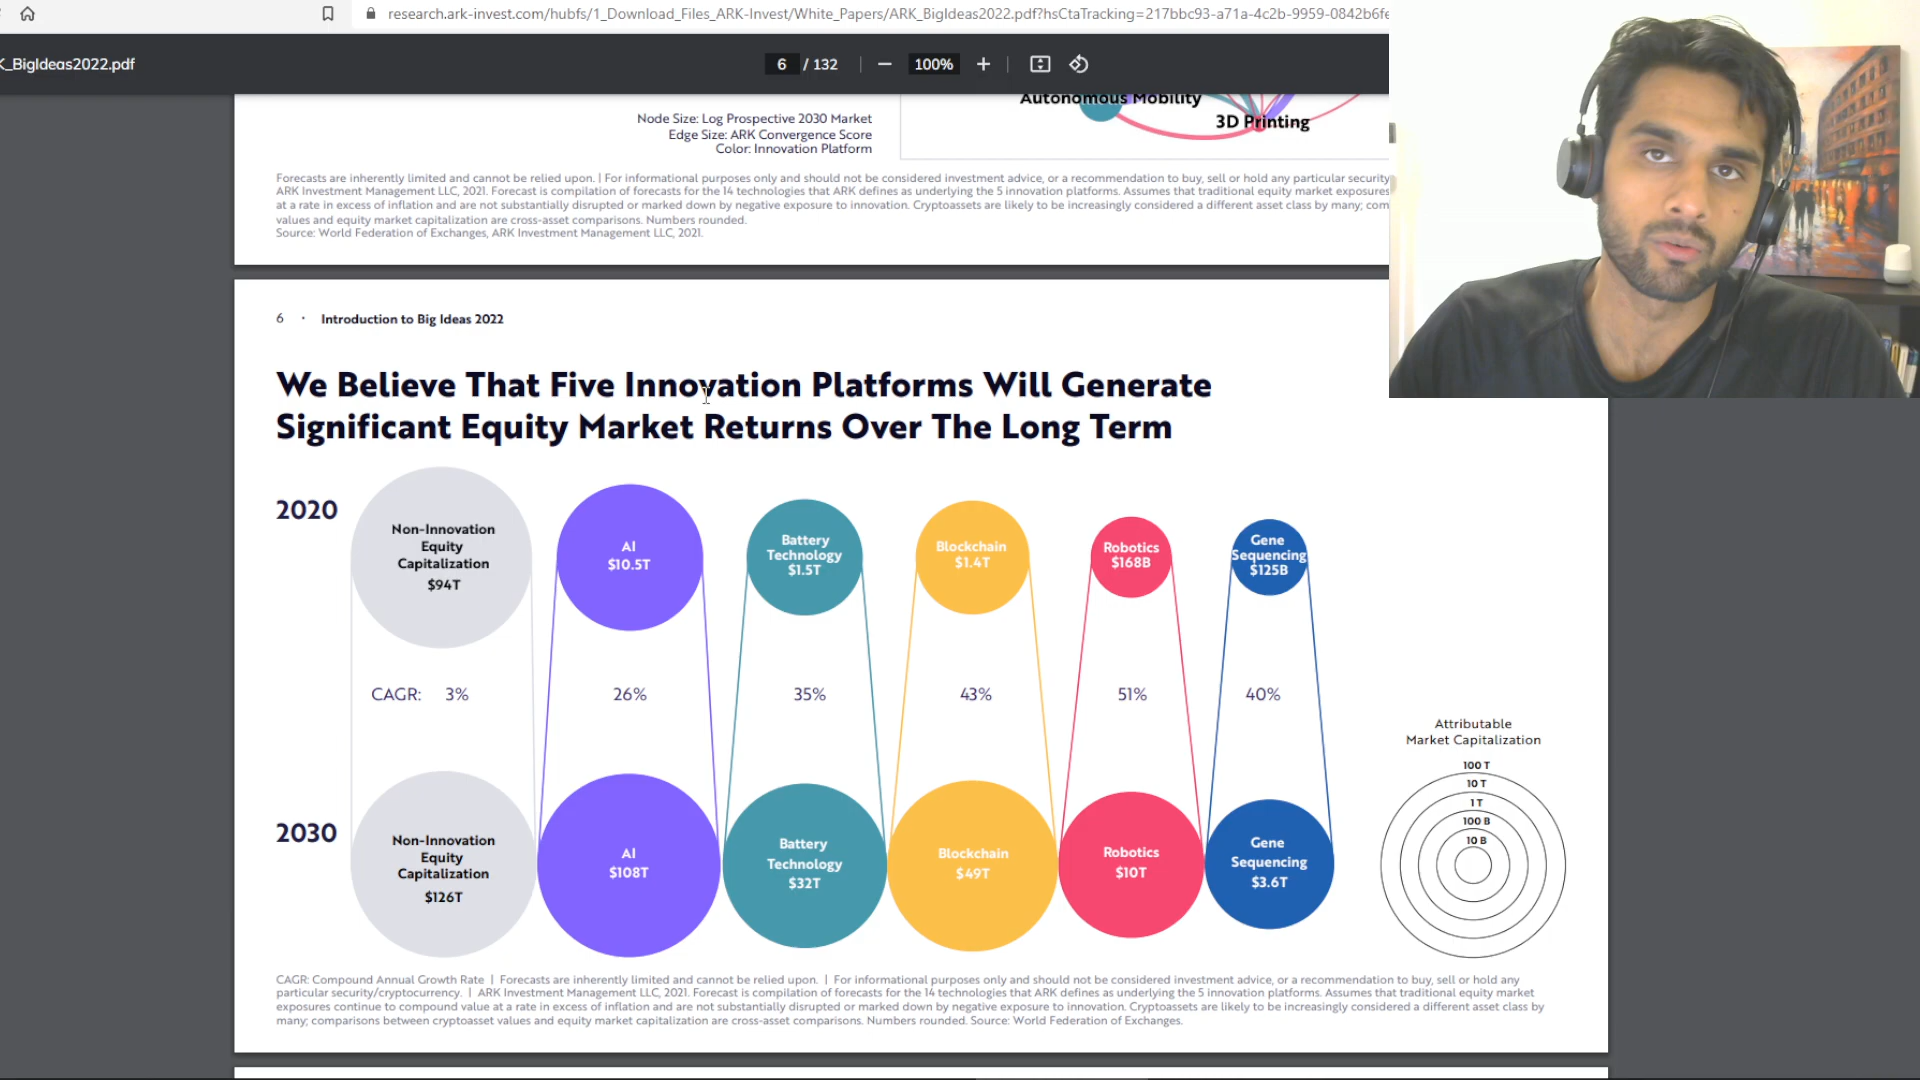 research.ark-invest.com/hubfs/1_Download_Files_ARK-Invest/White_Papers/ARK_BigIdeas2022.pdf?hsCtaTracking=217bbc93-a71a-4c2b-9959-0842b6fe
K_BigIdeas2022.pdf
6 / 132
100%
Autonomous Mobility
3D Printing
Node Size: Log Prospective 2030 Market
Edge Size: ARK Convergence Score
Color: Innovation Platform
Forecasts are inherently limited and cannot be relied upon. | For informational purposes only and should not be considered investment advice, or a recommendation to buy, sell or hold any particular security
ARK Investment Management LLC, 2021. Forecast is compilation of forecasts for the 14 technologies that ARK defines as underlying the 5 innovation platforms. Assumes that traditional equity market exposures
at a rate in excess of inflation and are not substantially disrupted or marked down by negative exposure to innovation. Cryptoassets are likely to be increasingly considered a different asset class by many; com
values and equity market capitalization are cross-asset comparisons. Numbers rounded.
Source: World Federation of Exchanges, ARK Investment Management LLC, 2021.
6 · Introduction to Big Ideas 2022
We Believe That Five Innovation Platforms Will Generate
Significant Equity Market Returns Over The Long Term
2020
Non-Innovation
Equity
Capitalization
$94T
AI
$10.5T
Battery
Technology
$1.5T
Blockchain
$1.4T
Robotics
$168B
Gene
Sequencing
$125B
CAGR: 3% 26% 35% 43% 51% 40%
2030
Non-Innovation
Equity
Capitalization
$126T
AI
$108T
Battery
Technology
$32T
Blockchain
$49T
Robotics
$10T
Gene
Sequencing
$3.6T
Attributable
Market Capitalization
100 T
10 T
1 T
100 B
10 B
CAGR: Compound Annual Growth Rate | Forecasts are inherently limited and cannot be relied upon. | For informational purposes only and should not be considered investment advice, or a recommendation to buy, sell or hold any
particular security/cryptocurrency. | ARK Investment Management LLC, 2021. Forecast is compilation of forecasts for the 14 technologies that ARK defines as underlying the 5 innovation platforms. Assumes that traditional equity market
exposures continue to compound value at a rate in excess of inflation and are not substantially disrupted or marked down by negative exposure to innovation. Cryptoassets are likely to be increasingly considered a different asset class by
many; comparisons between cryptoasset values and equity market capitalization are cross-asset comparisons. Numbers rounded. Source: World Federation of Exchanges.